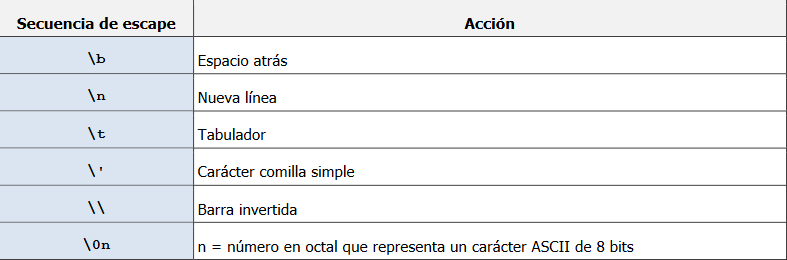 Secuencia de escape Acción
\b Espacio atrás
\n Nueva línea
\t Tabulador
\' Carácter comilla simple
\\ Barra invertida
\0n n = número en octal que representa un carácter ASCII de 8 bits